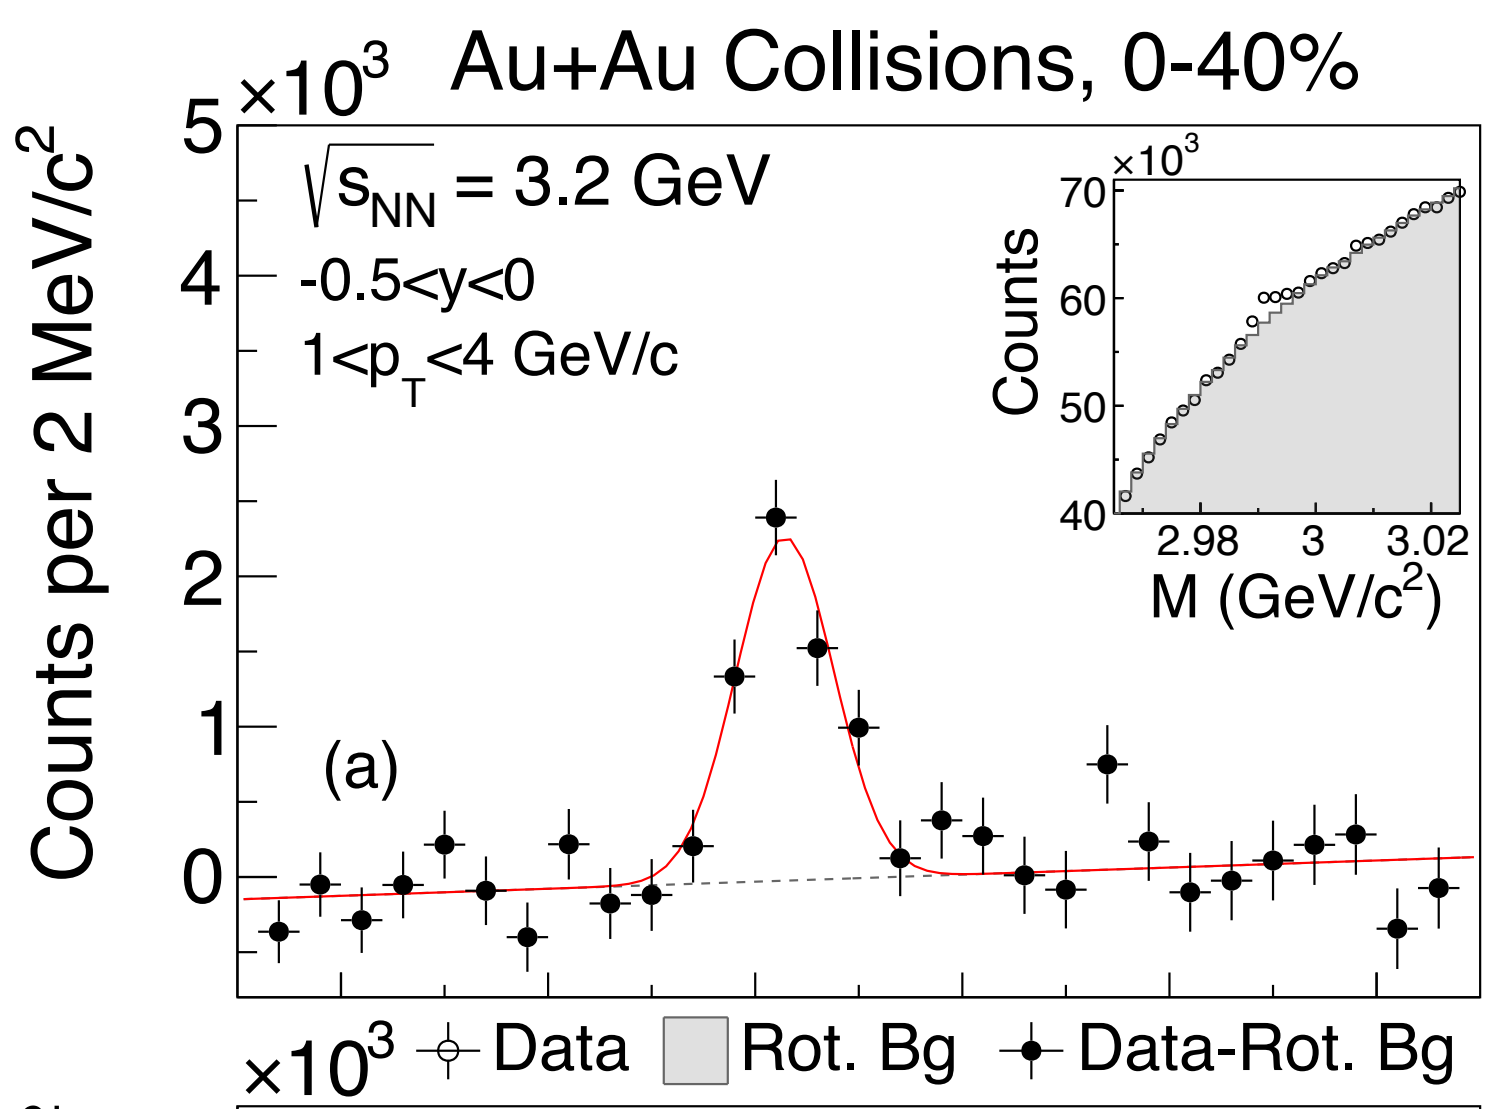 Au+Au Collisions, 0-40%
×10³
5
4
3
2
1
0
Counts per 2 MeV/c²
√sNN = 3.2 GeV
-0.5<y<0
1<pT<4 GeV/c
(a)
×10³
70
60
50
40
Counts
2.98 3 3.02
M (GeV/c²)
×10³
Data Rot. Bg Data-Rot. Bg